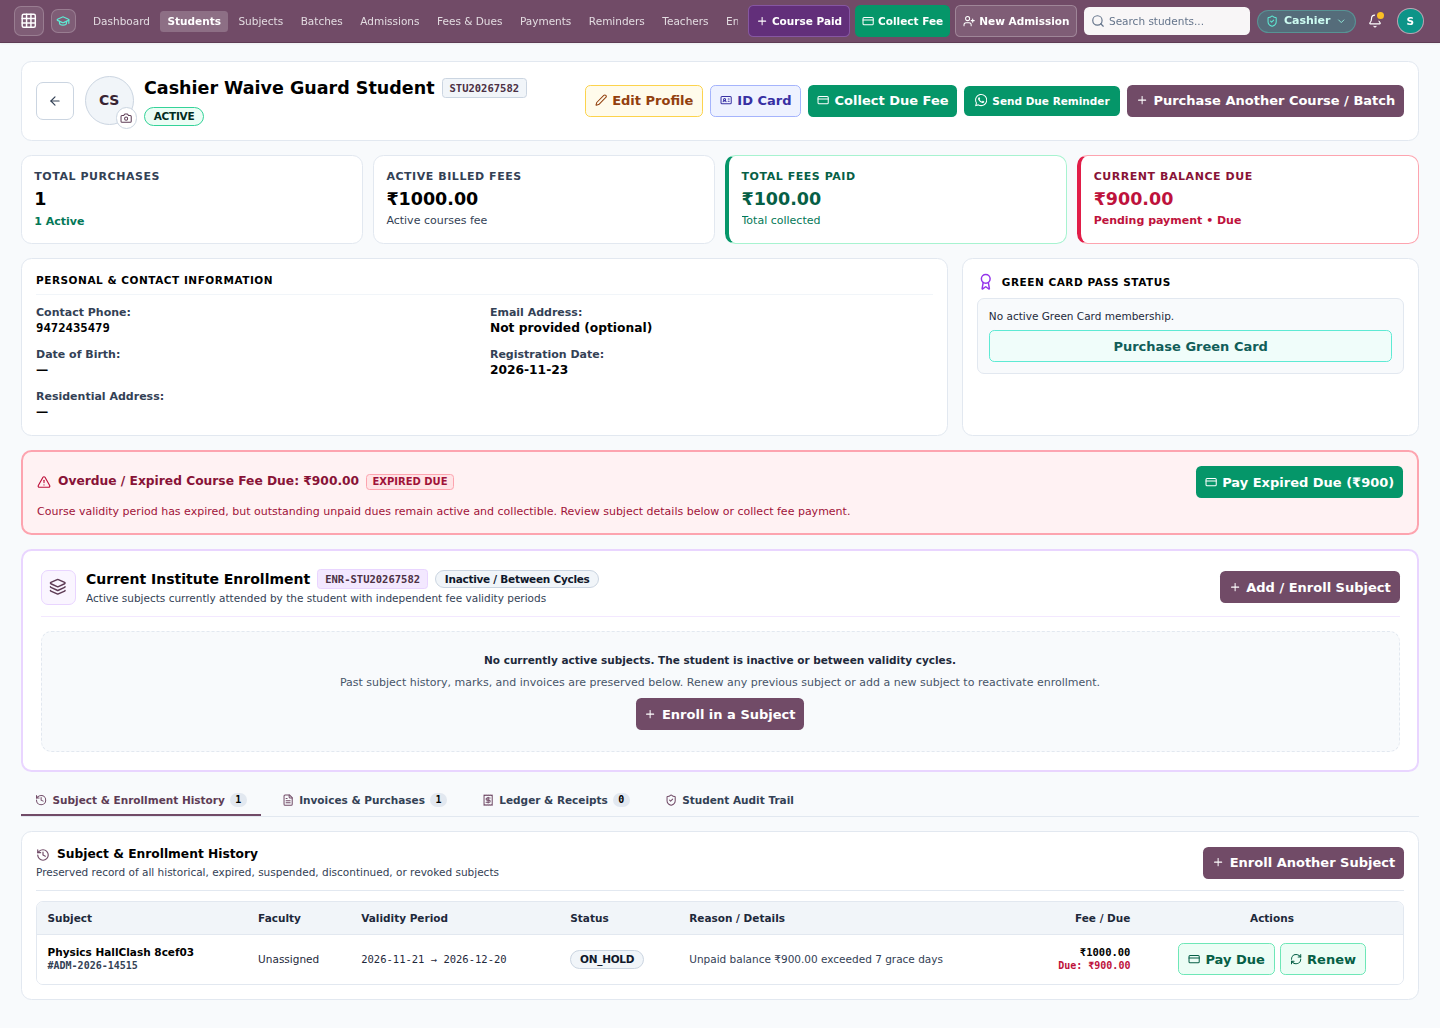 Dashboard Students Subjects Batches Admissions Fees & Dues Payments Reminders Teachers En + Course Paid Collect Fee New Admission Search students... Cashier S
CS Cashier Waive Guard Student STU20267582
ACTIVE
Edit Profile ID Card Collect Due Fee Send Due Reminder + Purchase Another Course / Batch
TOTAL PURCHASES
1
1 Active
ACTIVE BILLED FEES
₹1000.00
Active courses fee
TOTAL FEES PAID
₹100.00
Total collected
CURRENT BALANCE DUE
₹900.00
Pending payment • Due
PERSONAL & CONTACT INFORMATION
Contact Phone:
9472435479
Email Address:
Not provided (optional)
Date of Birth:
—
Registration Date:
2026-11-23
Residential Address:
—
GREEN CARD PASS STATUS
No active Green Card membership.
Purchase Green Card
Overdue / Expired Course Fee Due: ₹900.00 EXPIRED DUE
Course validity period has expired, but outstanding unpaid dues remain active and collectible. Review subject details below or collect fee payment.
Pay Expired Due (₹900)
Current Institute Enrollment ENR-STU20267582 Inactive / Between Cycles
Active subjects currently attended by the student with independent fee validity periods
+ Add / Enroll Subject
No currently active subjects. The student is inactive or between validity cycles.
Past subject history, marks, and invoices are preserved below. Renew any previous subject or add a new subject to reactivate enrollment.
+ Enroll in a Subject
Subject & Enrollment History 1 Invoices & Purchases 1 Ledger & Receipts 0 Student Audit Trail
Subject & Enrollment History
Preserved record of all historical, expired, suspended, discontinued, or revoked subjects
+ Enroll Another Subject
Subject Faculty Validity Period Status Reason / Details Fee / Due Actions
Physics HallClash 8cef03
#ADM-2026-14515
Unassigned 2026-11-21 → 2026-12-20 ON_HOLD Unpaid balance ₹900.00 exceeded 7 grace days
₹1000.00
Due: ₹900.00
Pay Due Renew